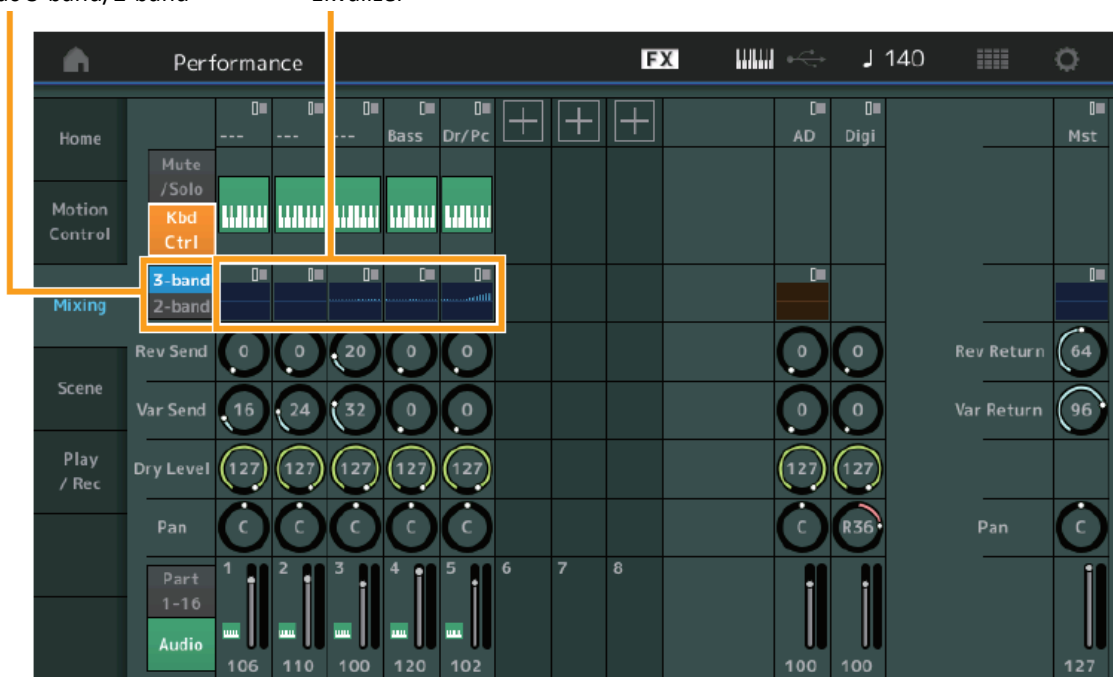 3-band/2-band
Performance FX 140
--- --- --- Bass Dr/Pc AD Digi Mst
Home
Mute
/Solo
Motion
Control
Kbd
Ctrl
3-band
2-band
Mixing
Rev Send 0 0 20 0 0 0 0 Rev Return 64
Scene
Var Send 16 24 32 0 0 0 0 Var Return 96
Play
/ Rec
Dry Level 127 127 127 127 127 127 127
Pan C C C C C C R36 Pan C
1 2 3 4 5 6 7 8
Part
1-16
Audio
106 110 100 120 102 100 100 127